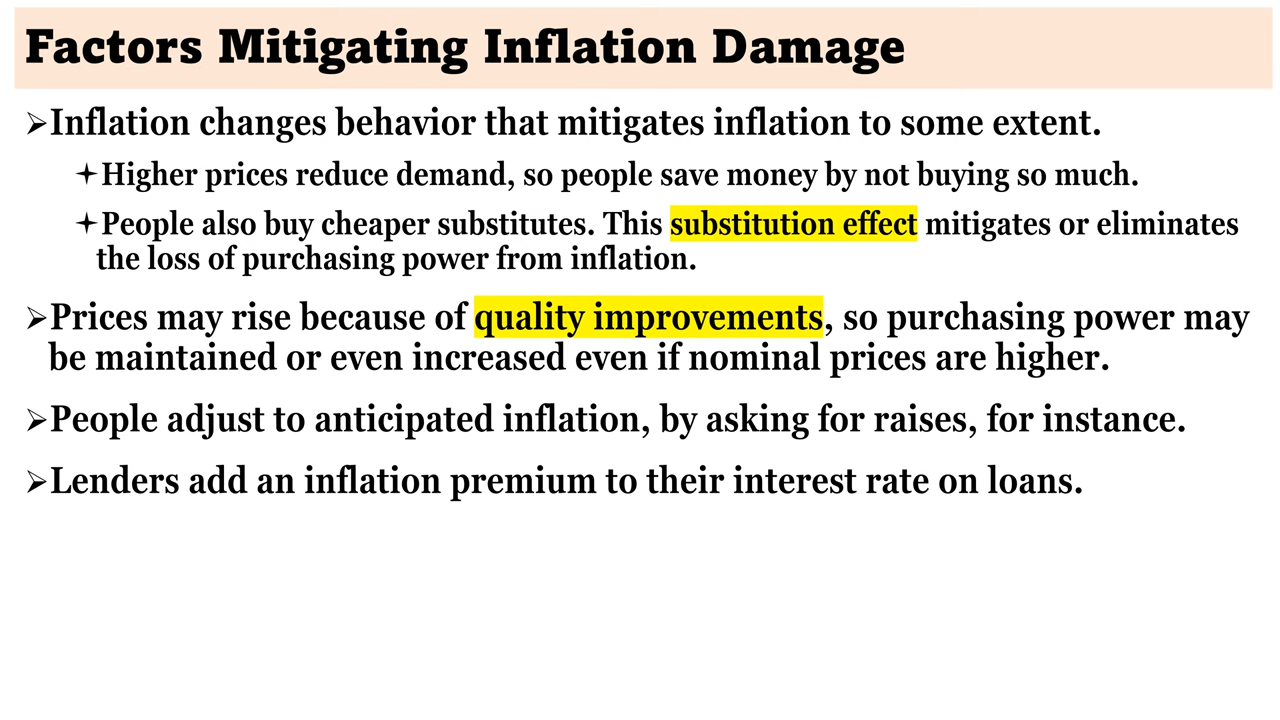 Factors Mitigating Inflation Damage
➢Inflation changes behavior that mitigates inflation to some extent.
✦Higher prices reduce demand, so people save money by not buying so much.
✦People also buy cheaper substitutes. This substitution effect mitigates or eliminates
the loss of purchasing power from inflation.
➢Prices may rise because of quality improvements, so purchasing power may
be maintained or even increased even if nominal prices are higher.
➢People adjust to anticipated inflation, by asking for raises, for instance.
➢Lenders add an inflation premium to their interest rate on loans.